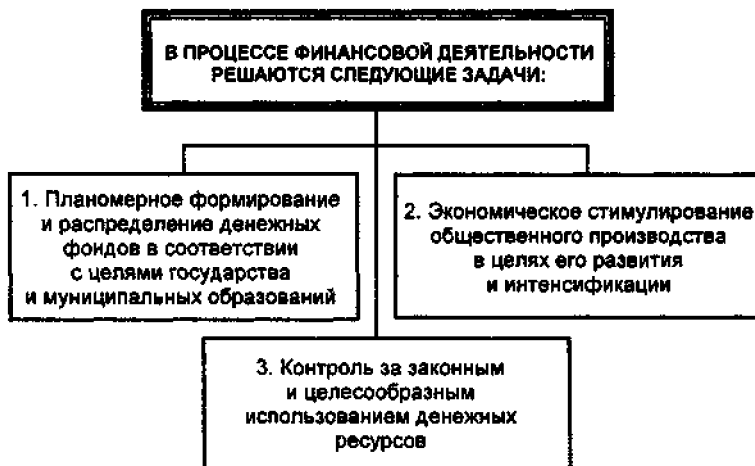 В ПРОЦЕССЕ ФИНАНСОВОЙ ДЕЯТЕЛЬНОСТИ
РЕШАЮТСЯ СЛЕДУЮЩИЕ ЗАДАЧИ:
1. Планомерное формирование
и распределение денежных
фондов в соответствии
с целями государства
и муниципальных образований
2. Экономическое стимулирование
общественного производства
в целях его развития
и интенсификации
3. Контроль за законным
и целесообразным
использованием денежных
ресурсов